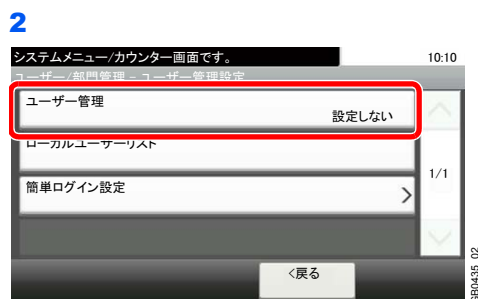 2
システムメニュー/カウンター画面です。
10:10
ユーザー/部門管理 - ユーザー管理設定
ユーザー管理
設定しない
ローカルユーザーリスト
1/1
簡単ログイン設定
<戻る
GB0435_02